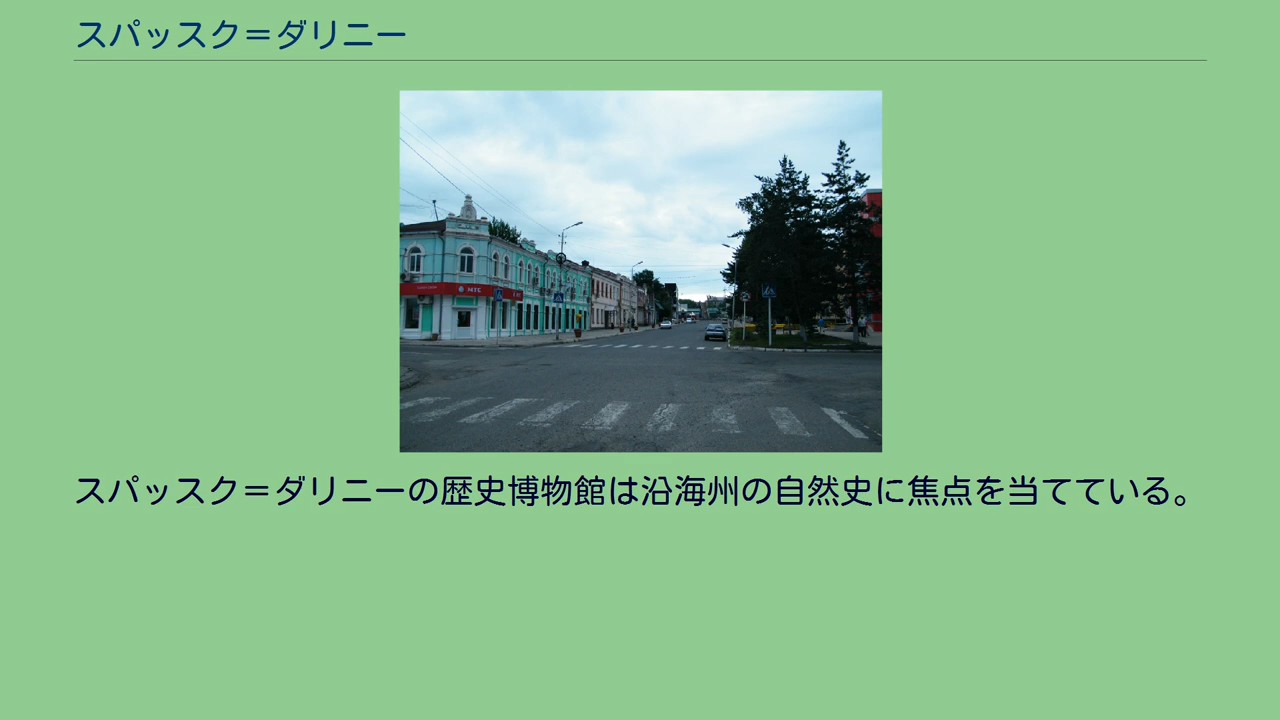 スパッスク＝ダリニー
МТС
スパッスク＝ダリニーの歴史博物館は沿海州の自然史に焦点を当てている。